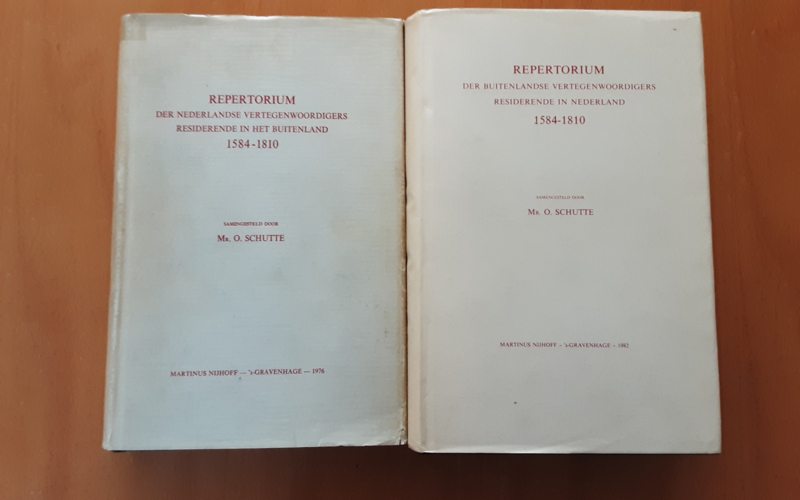 REPERTORIUM
DER NEDERLANDSE VERTEGENWOORDIGERS
RESIDERENDE IN HET BUITENLAND
1584-1810
SAMENGESTELD DOOR
Mr. O. SCHUTTE
MARTINUS NIJHOFF — 's-GRAVENHAGE — 1976
REPERTORIUM
DER BUITENLANDSE VERTEGENWOORDIGERS
RESIDERENDE IN NEDERLAND
1584-1810
SAMENGESTELD DOOR
Mr. O. SCHUTTE
MARTINUS NIJHOFF - 's-GRAVENHAGE - 1982